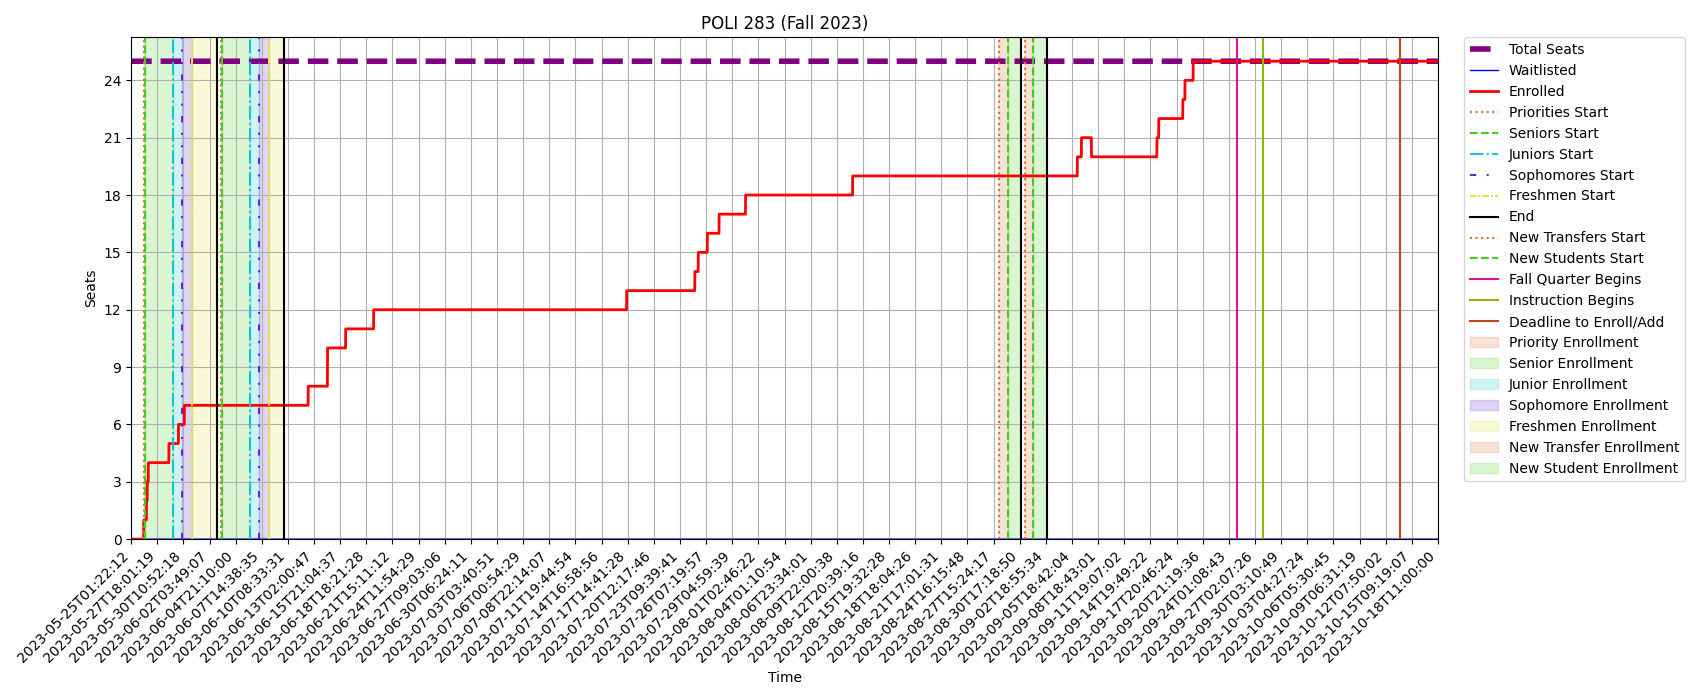 POLI 283 (Fall 2023)
Seats
24
21
18
15
12
9
6
3
0
2023-05-25T01:22:12
2023-05-27T18:01:19
2023-05-30T10:52:18
2023-06-02T03:49:07
2023-06-04T21:10:00
2023-06-07T14:38:35
2023-06-10T08:33:31
2023-06-13T02:00:47
2023-06-15T21:04:37
2023-06-18T18:21:28
2023-06-21T15:11:12
2023-06-24T11:54:29
2023-06-27T09:03:06
2023-06-30T06:24:11
2023-07-03T03:40:51
2023-07-06T00:54:29
2023-07-08T22:14:07
2023-07-11T19:44:54
2023-07-14T16:58:56
2023-07-17T14:41:28
2023-07-20T12:17:46
2023-07-23T09:39:41
2023-07-26T07:19:57
2023-07-29T04:59:39
2023-08-01T02:46:22
2023-08-04T01:10:54
2023-08-06T23:34:01
2023-08-09T22:00:38
2023-08-12T20:39:16
2023-08-15T19:32:28
2023-08-18T18:04:26
2023-08-21T17:01:31
2023-08-24T16:15:48
2023-08-27T15:24:17
2023-08-30T17:18:50
2023-09-02T18:55:34
2023-09-05T18:42:04
2023-09-08T18:43:01
2023-09-11T19:07:02
2023-09-14T19:49:22
2023-09-17T20:46:24
2023-09-20T21:19:36
2023-09-24T01:08:43
2023-09-27T02:07:26
2023-09-30T03:10:49
2023-10-03T04:27:24
2023-10-06T05:30:45
2023-10-09T06:31:19
2023-10-12T07:50:02
2023-10-15T09:19:07
2023-10-18T11:00:00
Time
Total Seats
Waitlisted
Enrolled
Priorities Start
Seniors Start
Juniors Start
Sophomores Start
Freshmen Start
End
New Transfers Start
New Students Start
Fall Quarter Begins
Instruction Begins
Deadline to Enroll/Add
Priority Enrollment
Senior Enrollment
Junior Enrollment
Sophomore Enrollment
Freshmen Enrollment
New Transfer Enrollment
New Student Enrollment